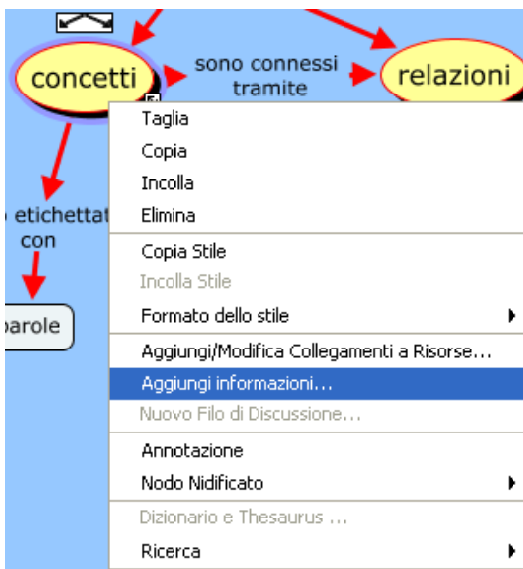 concetti
sono connessi
tramite
relazioni
Taglia
Copia
Incolla
Elimina
etichettat
con
Copia Stile
Incolla Stile
Formato dello stile
parole
Aggiungi/Modifica Collegamenti a Risorse...
Aggiungi informazioni...
Nuovo Filo di Discussione...
Annotazione
Nodo Nidificato
Dizionario e Thesaurus ...
Ricerca